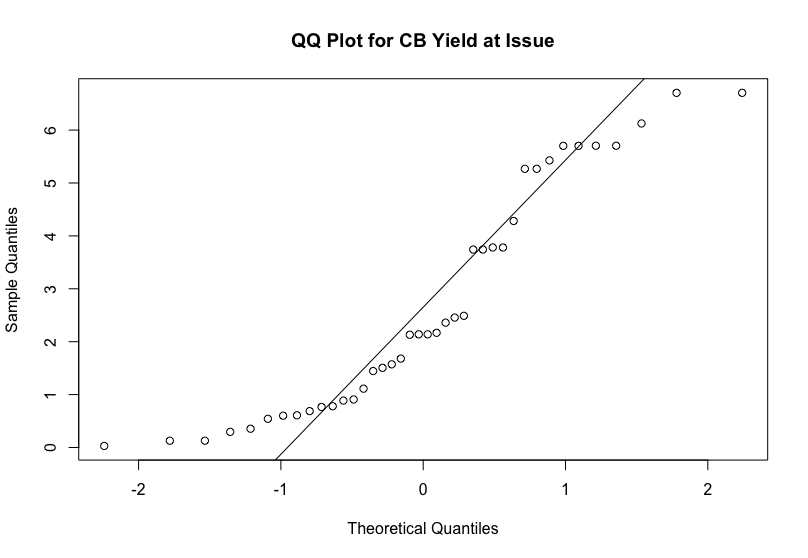 QQ Plot for CB Yield at Issue
Sample Quantiles
6
5
4
3
2
1
0
-2 -1 0 1 2
Theoretical Quantiles